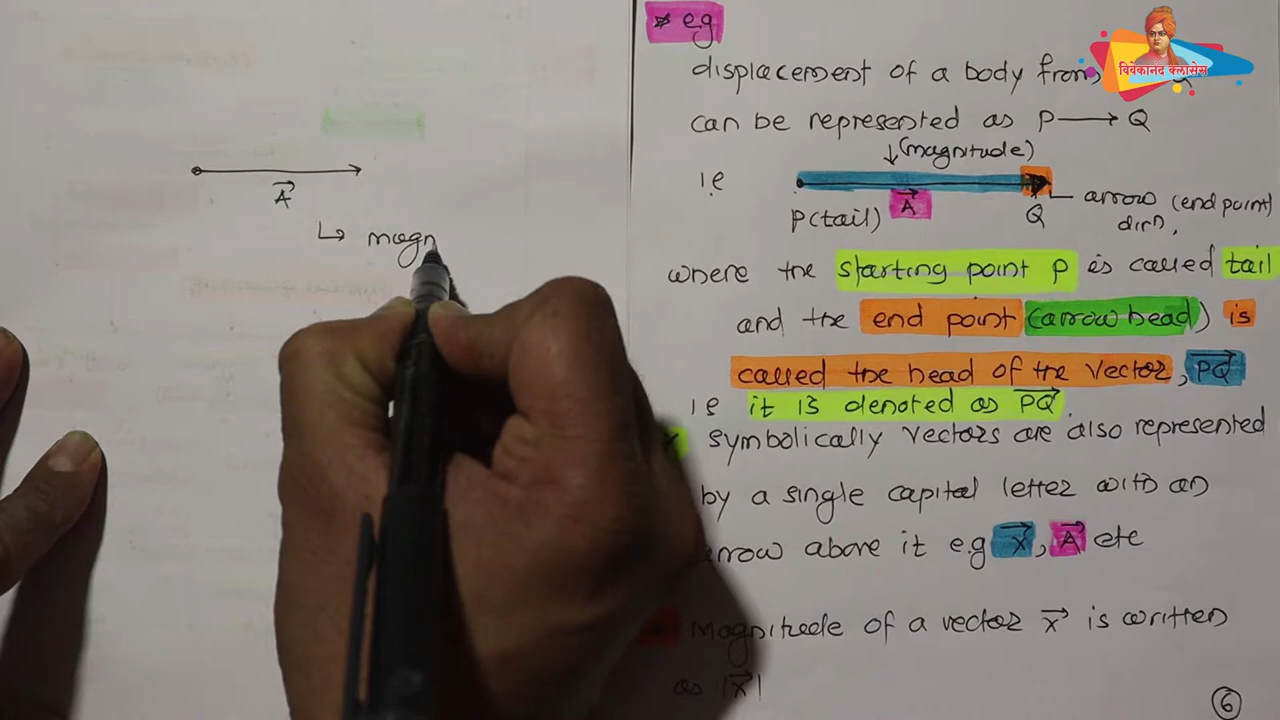 A
↳ magn
* e.g
displacement of a body from
can be represented as P ⟶ Q
↓(magnitude)
i.e
A
P(tail)
Q
arrow (end point)
dirn,
where the starting point P is called tail
and the end point (arrow head) is
called the head of the vector, PQ
ie it is denoted as PQ
symbolically vectors are also represented
by a single capital letter with an
arrow above it e.g X, A etc
Magnitude of a vector X is written
as |X|
6
विवेकानंद क्लासेस